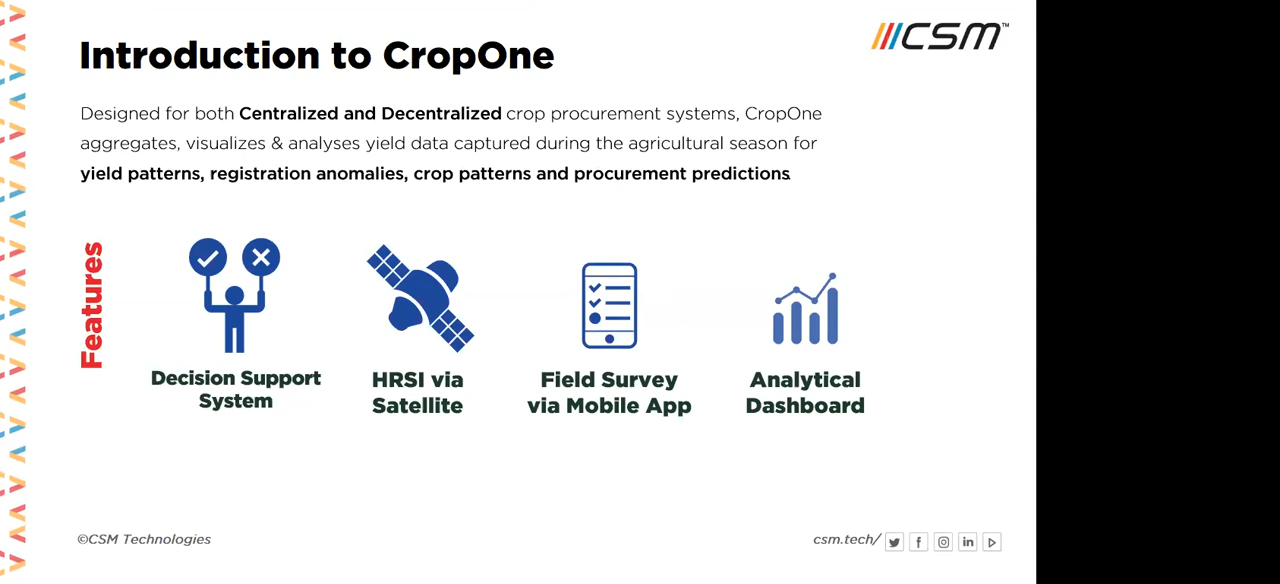 CSM™
Introduction to CropOne
Designed for both Centralized and Decentralized crop procurement systems, CropOne
aggregates, visualizes & analyses yield data captured during the agricultural season for
yield patterns, registration anomalies, crop patterns and procurement predictions.
Features
Decision Support
System
HRSI via
Satellite
Field Survey
via Mobile App
Analytical
Dashboard
©CSM Technologies
csm.tech/